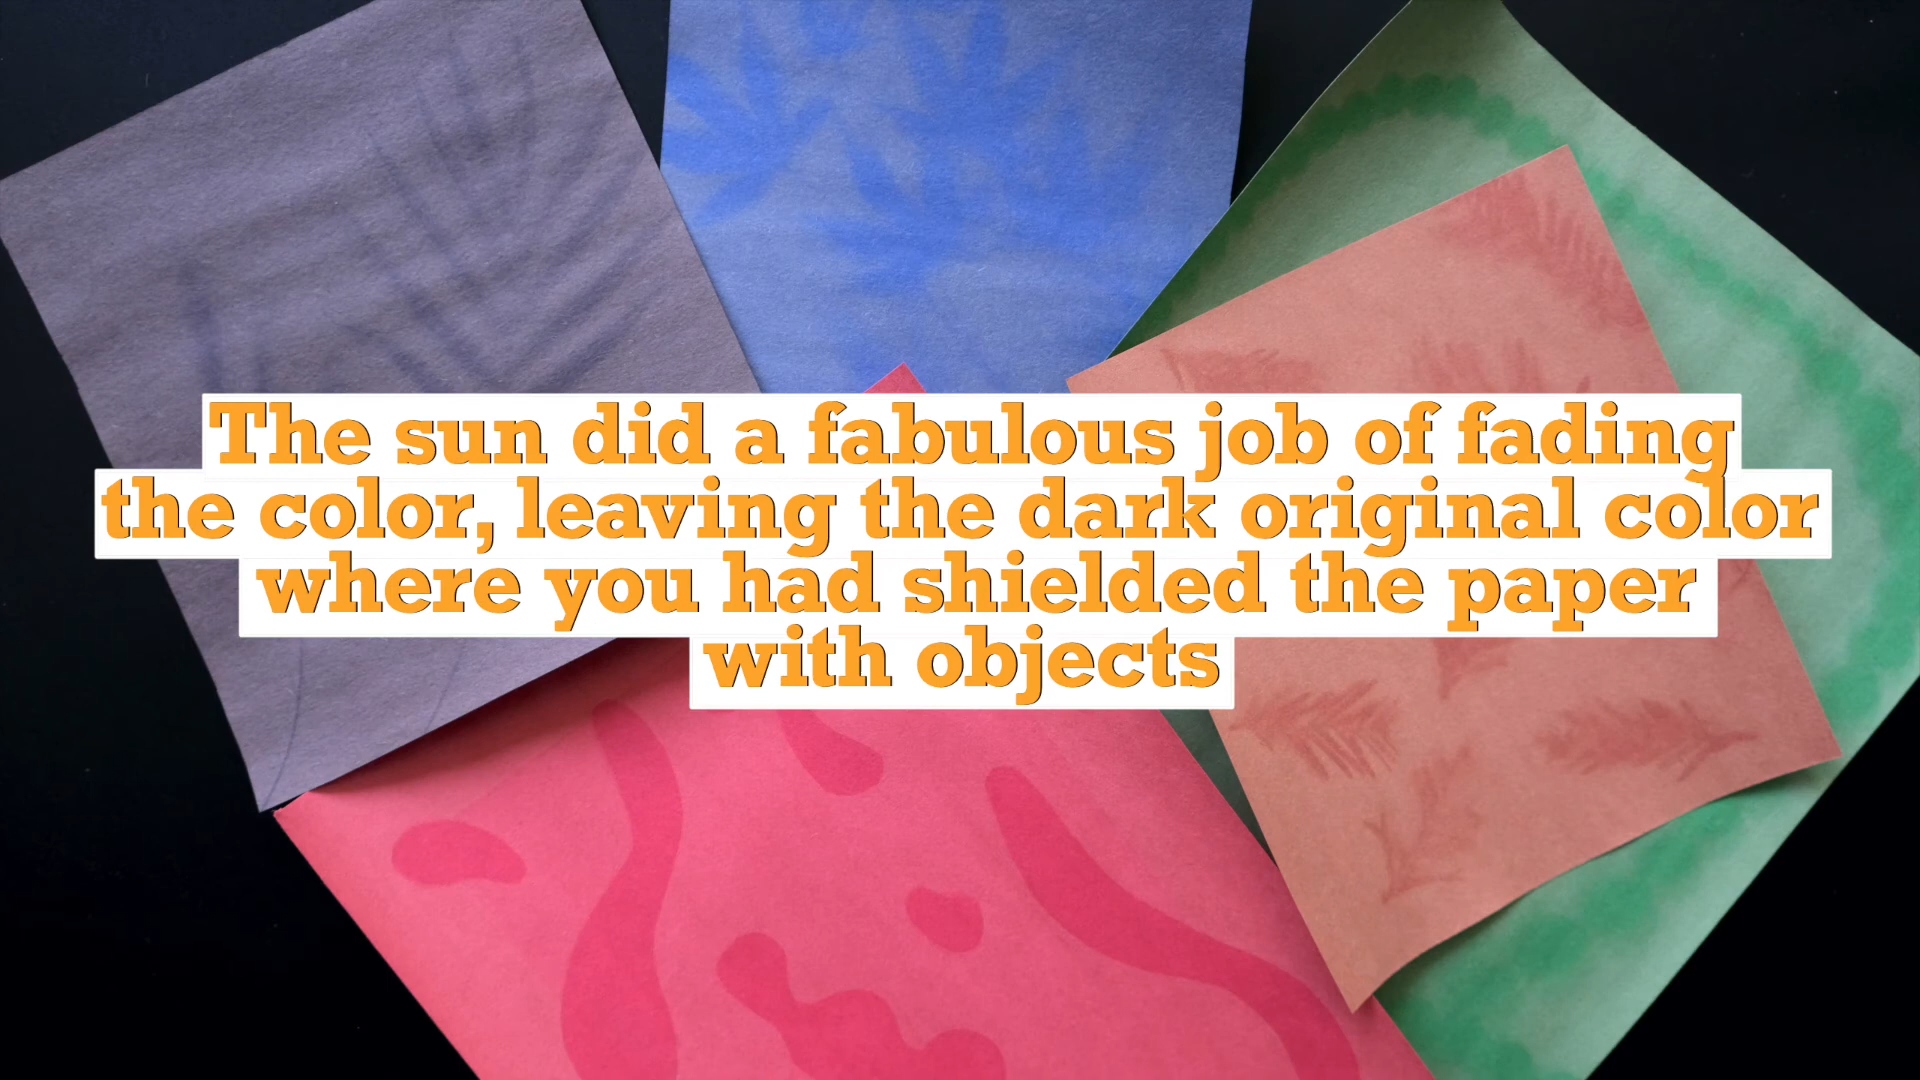 The sun did a fabulous job of fading
the color, leaving the dark original color
where you had shielded the paper
with objects